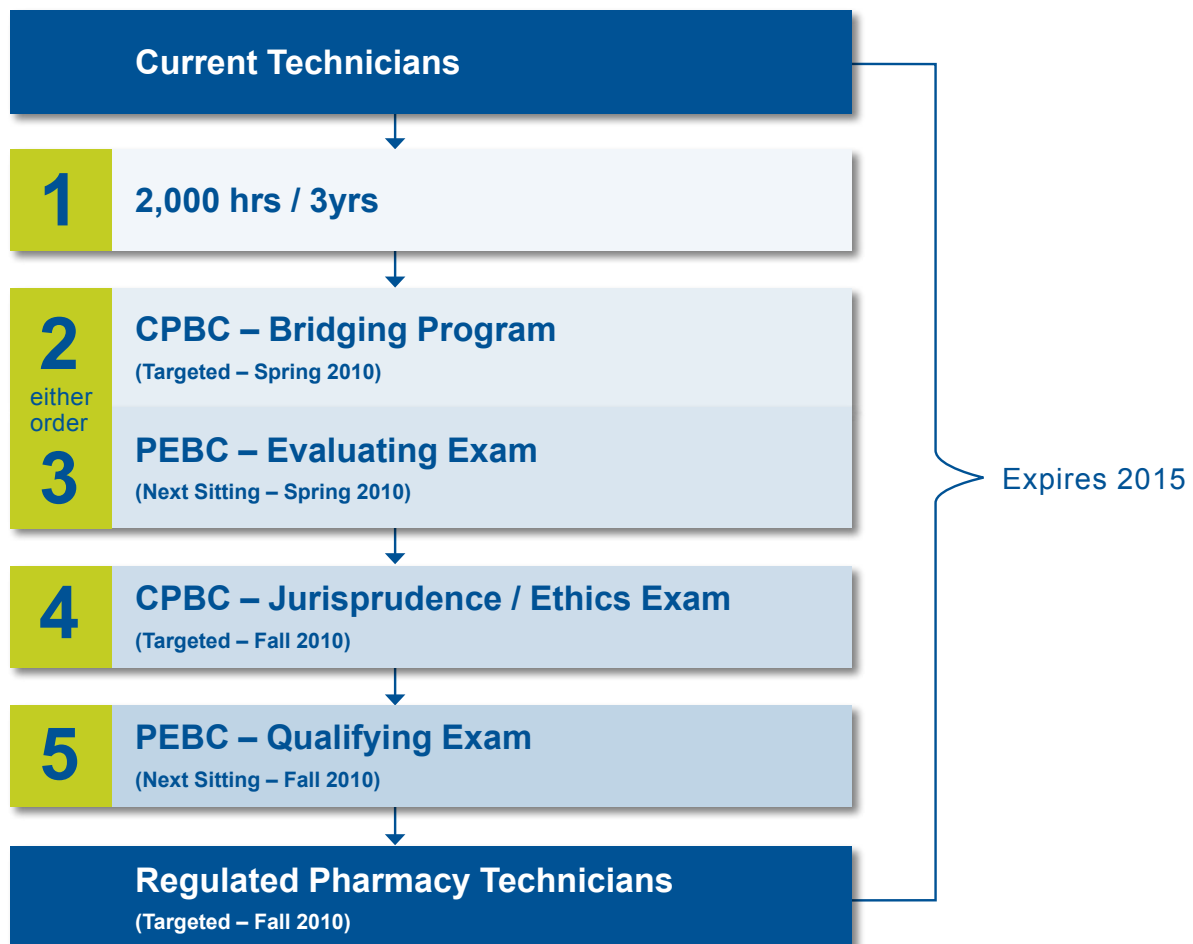 Current Technicians
1
2,000 hrs / 3yrs
2
either
order
3
CPBC – Bridging Program
(Targeted – Spring 2010)
PEBC – Evaluating Exam
(Next Sitting – Spring 2010)
Expires 2015
4
CPBC – Jurisprudence / Ethics Exam
(Targeted – Fall 2010)
5
PEBC – Qualifying Exam
(Next Sitting – Fall 2010)
Regulated Pharmacy Technicians
(Targeted – Fall 2010)